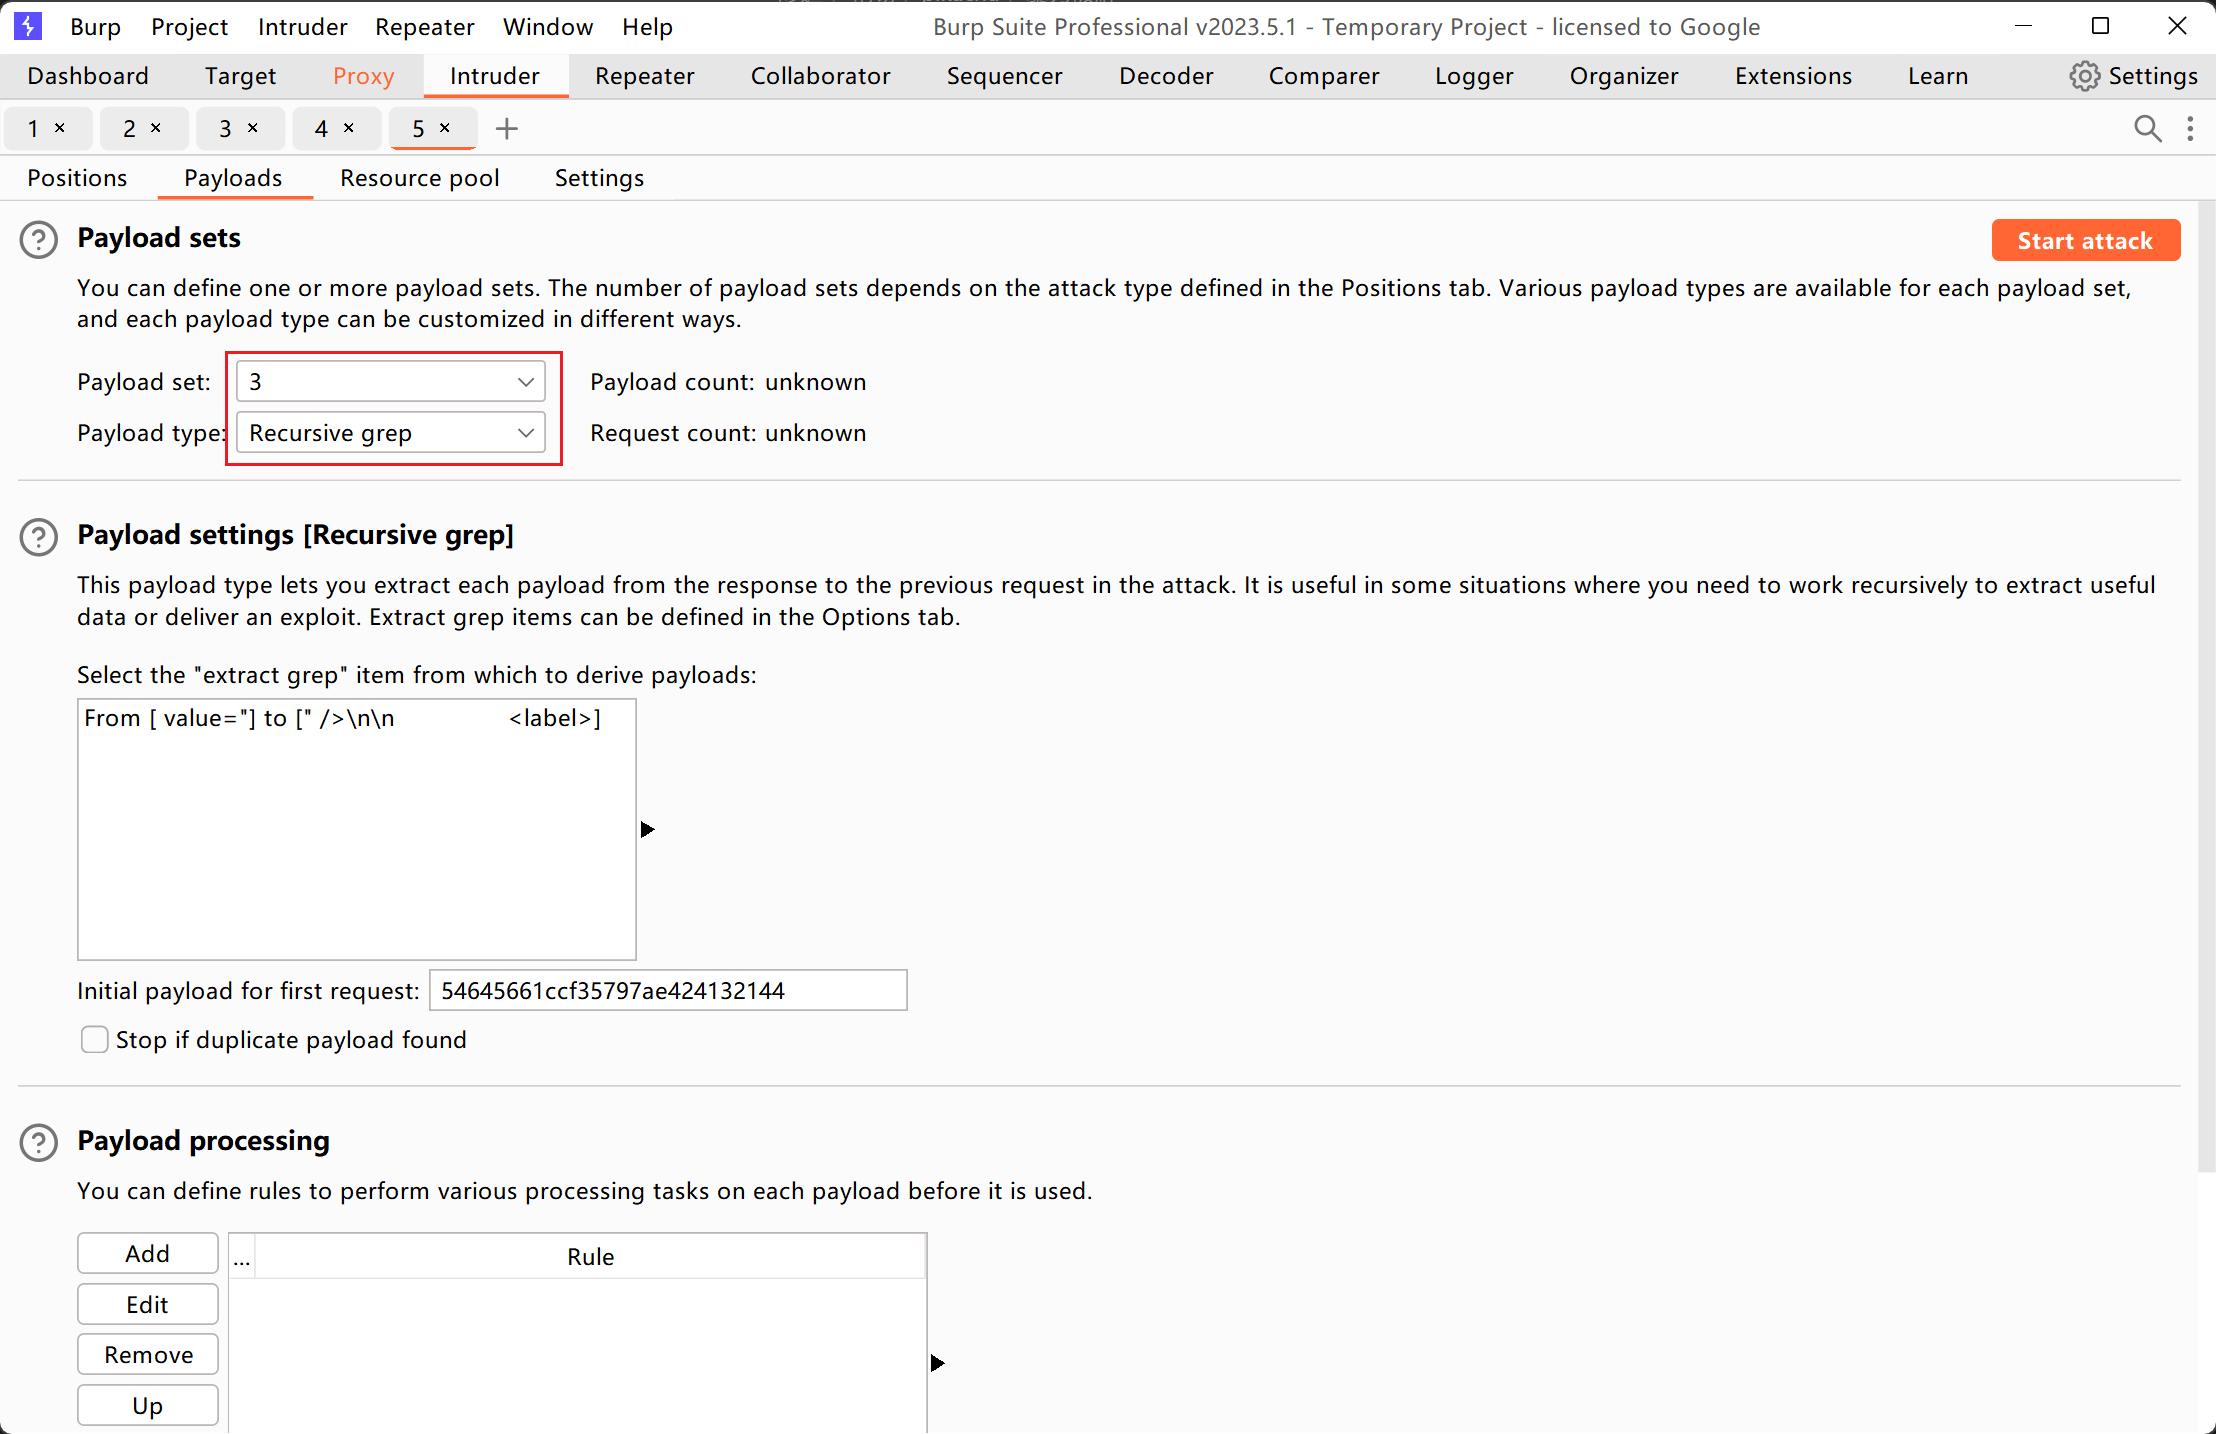 Burp Project Intruder Repeater Window Help Burp Suite Professional v2023.5.1 - Temporary Project - licensed to Google
Dashboard Target Proxy Intruder Repeater Collaborator Sequencer Decoder Comparer Logger Organizer Extensions Learn Settings
1 × 2 × 3 × 4 × 5 × +
Positions Payloads Resource pool Settings
? Payload sets Start attack
You can define one or more payload sets. The number of payload sets depends on the attack type defined in the Positions tab. Various payload types are available for each payload set,
and each payload type can be customized in different ways.
Payload set: 3 Payload count: unknown
Payload type: Recursive grep Request count: unknown
? Payload settings [Recursive grep]
This payload type lets you extract each payload from the response to the previous request in the attack. It is useful in some situations where you need to work recursively to extract useful
data or deliver an exploit. Extract grep items can be defined in the Options tab.
Select the "extract grep" item from which to derive payloads:
From [ value="] to [" />\n\n <label>]
Initial payload for first request: 54645661ccf35797ae424132144
Stop if duplicate payload found
? Payload processing
You can define rules to perform various processing tasks on each payload before it is used.
Add ... Rule
Edit
Remove
Up